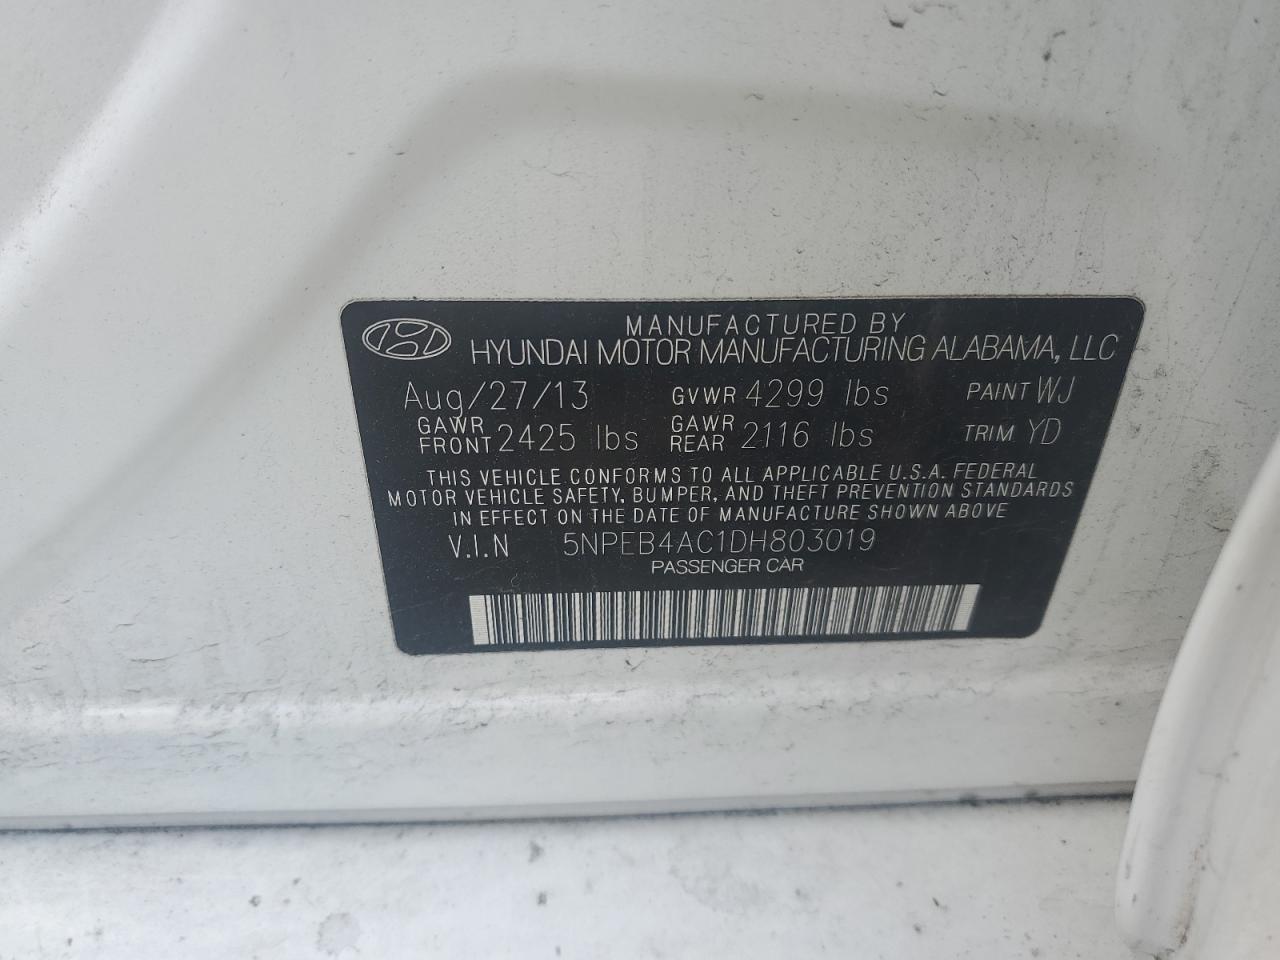 MANUFACTURED BY
HYUNDAI MOTOR MANUFACTURING ALABAMA, LLC
Aug/27/13 GVWR 4299 lbs PAINT WJ
GAWR FRONT 2425 lbs GAWR REAR 2116 lbs TRIM YD
THIS VEHICLE CONFORMS TO ALL APPLICABLE U.S.A. FEDERAL
MOTOR VEHICLE SAFETY, BUMPER, AND THEFT PREVENTION STANDARDS
IN EFFECT ON THE DATE OF MANUFACTURE SHOWN ABOVE
V.I.N 5NPEB4AC1DH803019
PASSENGER CAR